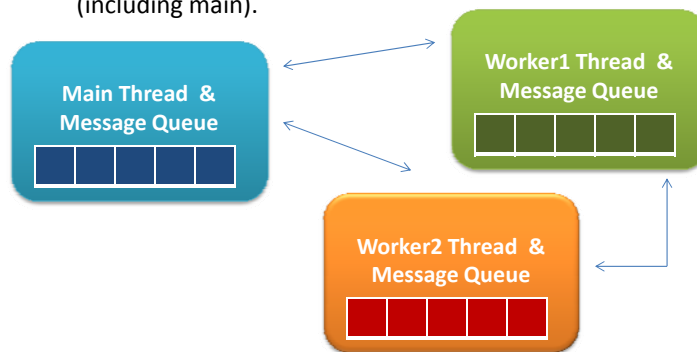 (including main).
Main Thread &
Message Queue
Worker1 Thread &
Message Queue
Worker2 Thread &
Message Queue